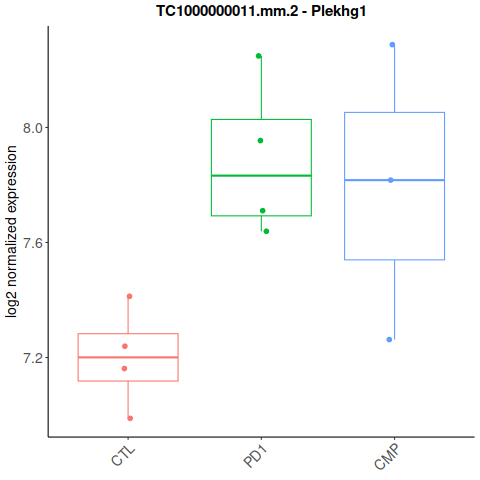 TC1000000011.mm.2 - Plekhg1
log2 normalized expression
8.0
7.6
7.2
CTL
PD1
CMP